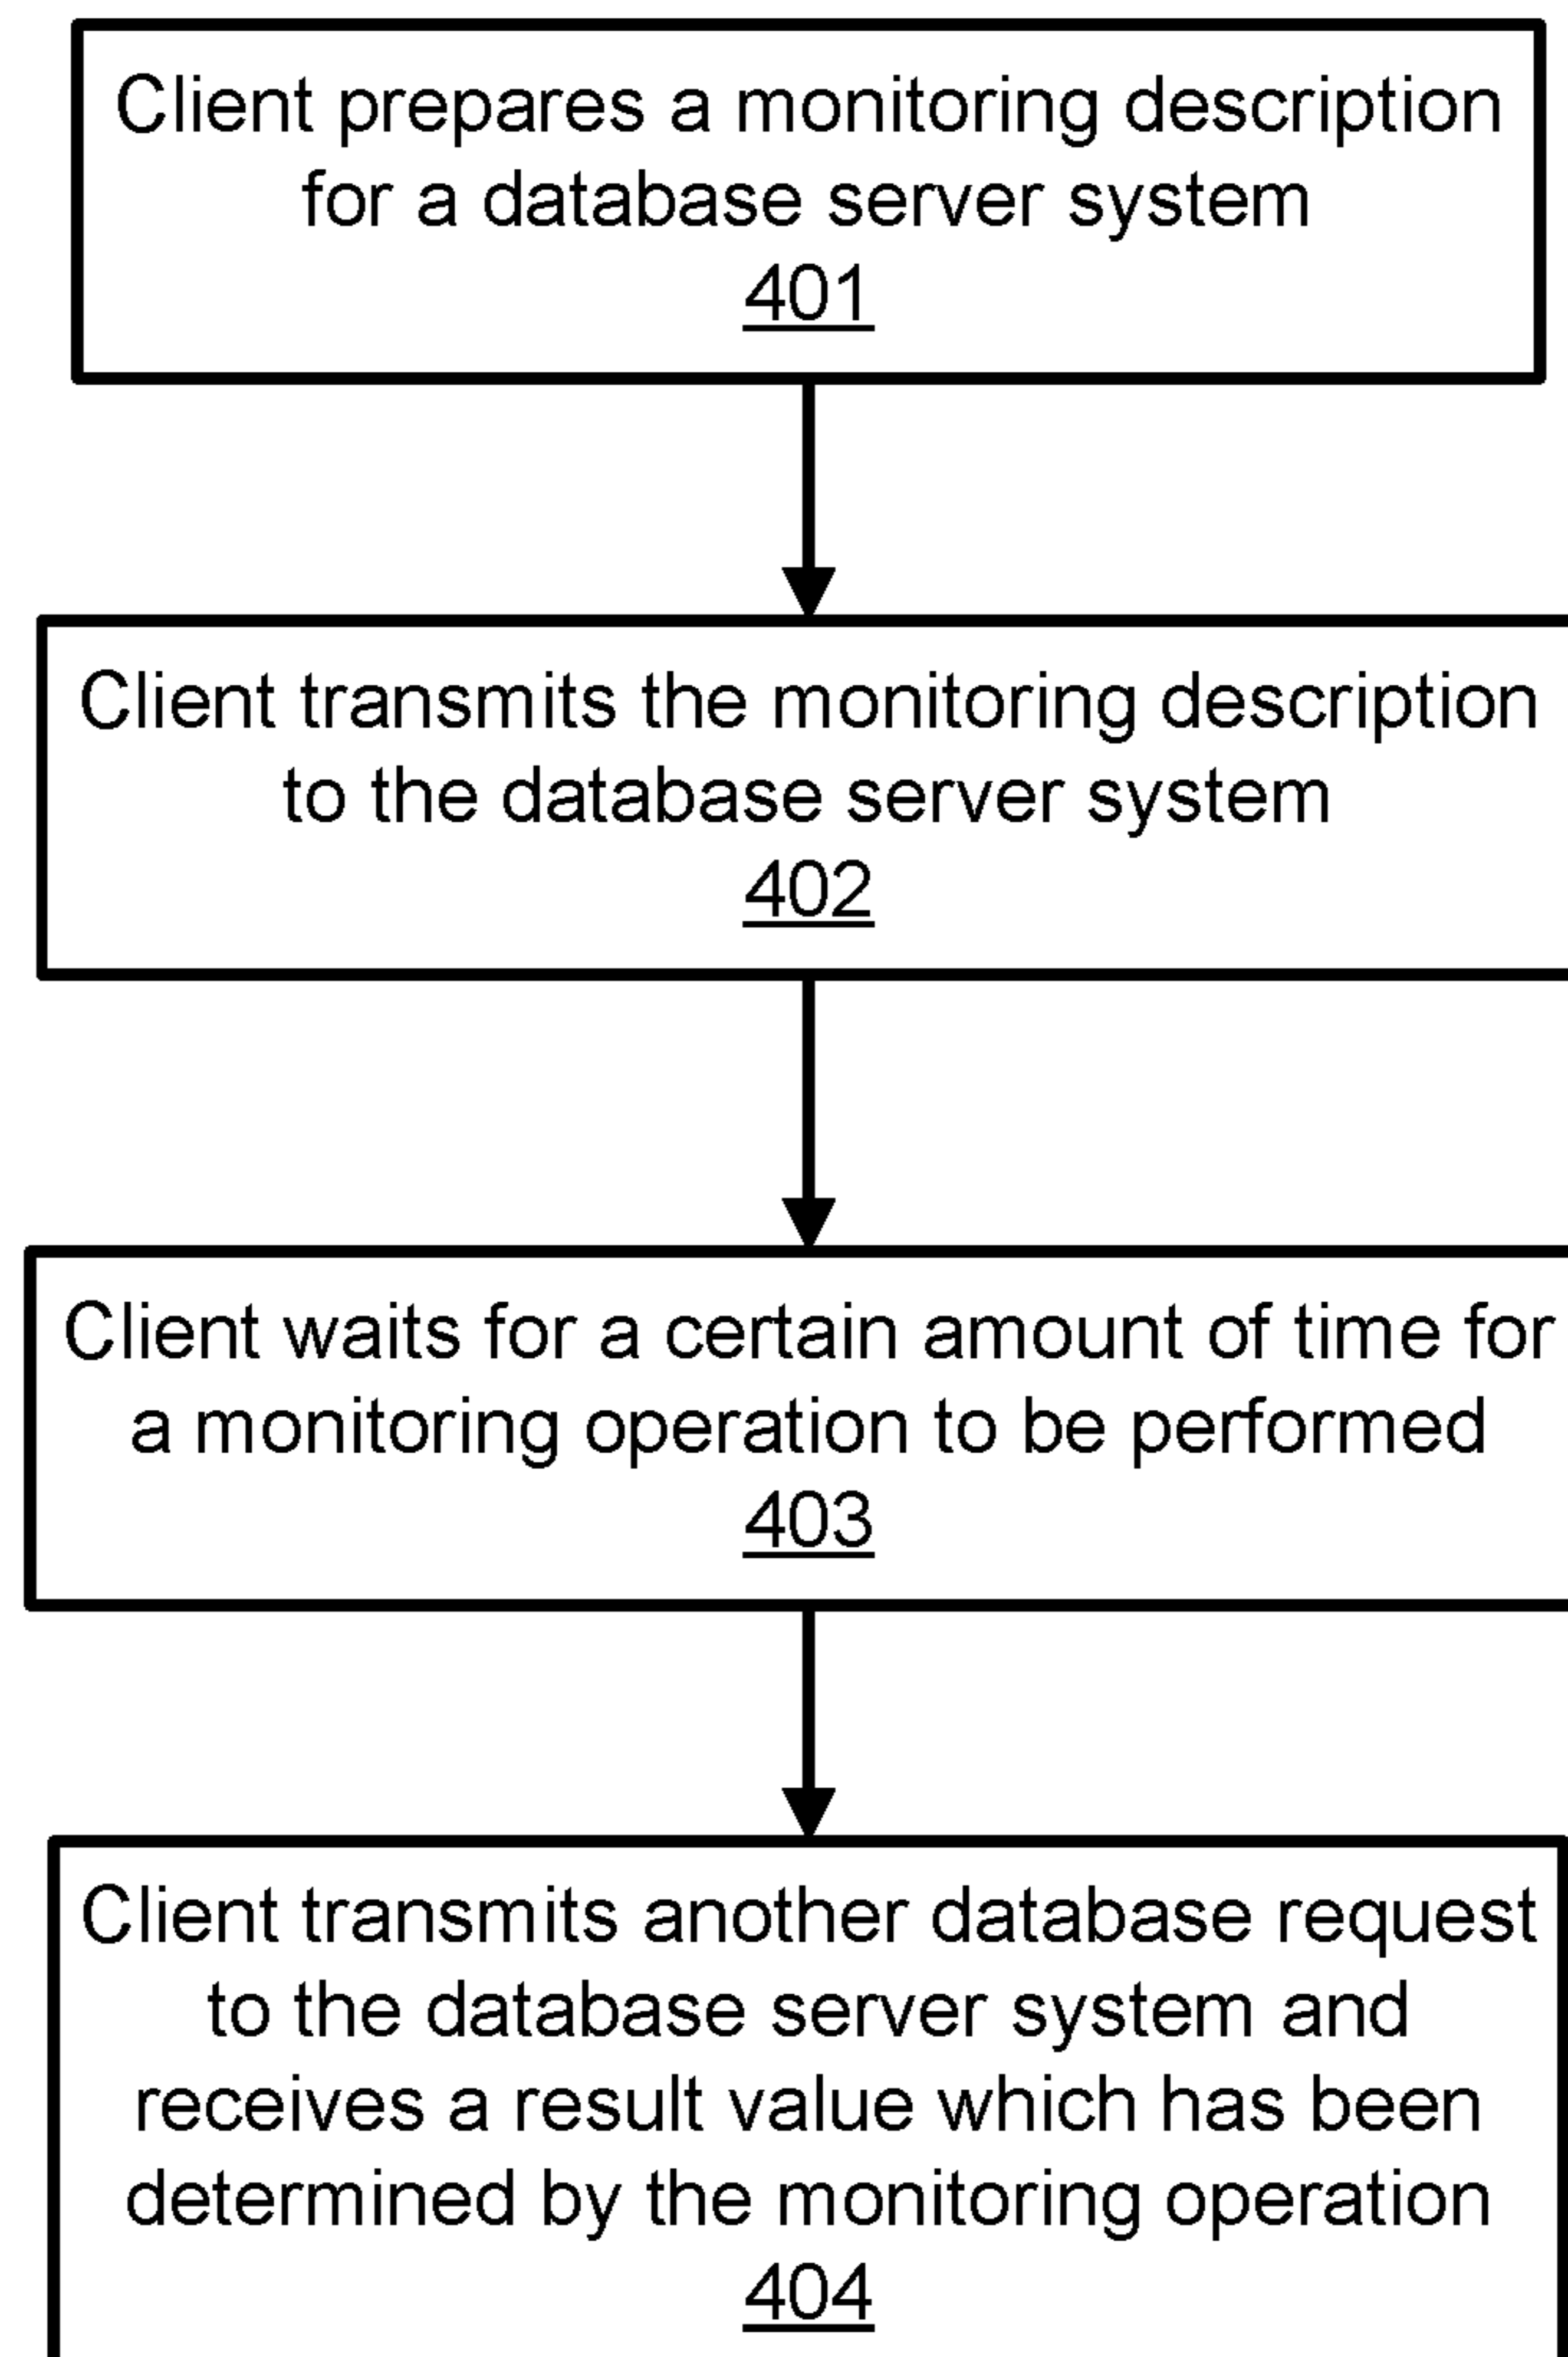 Client prepares a monitoring description
for a database server system
401
Client transmits the monitoring description
to the database server system
402
Client waits for a certain amount of time for
a monitoring operation to be performed
403
Client transmits another database request
to the database server system and
receives a result value which has been
determined by the monitoring operation
404